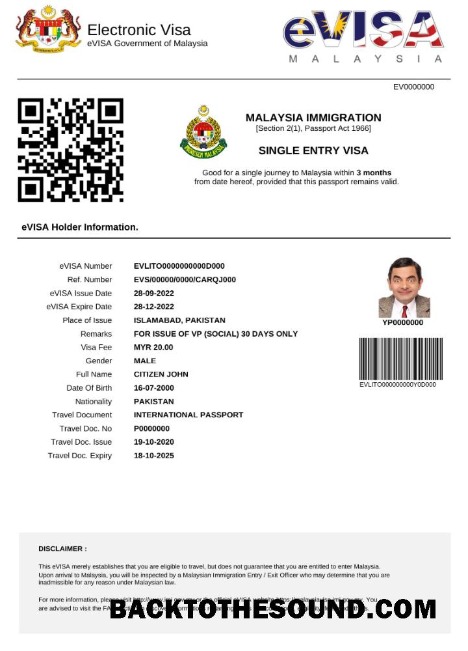 Electronic Visa
eVISA Government of Malaysia
eVISA
M A L A Y S I A
EV0000000
MALAYSIA IMMIGRATION
[Section 2(1), Passport Act 1966]
SINGLE ENTRY VISA
Good for a single journey to Malaysia within 3 months
from date hereof, provided that this passport remains valid.
eVISA Holder Information.
eVISA Number EVLITO0000000000D000
Ref. Number EVS/00000/0000/CARQJ000
eVISA Issue Date 28-09-2022
eVISA Expire Date 28-12-2022
Place of Issue ISLAMABAD, PAKISTAN
Remarks FOR ISSUE OF VP (SOCIAL) 30 DAYS ONLY
Visa Fee MYR 20.00
Gender MALE
Full Name CITIZEN JOHN
Date Of Birth 16-07-2000
Nationality PAKISTAN
Travel Document INTERNATIONAL PASSPORT
Travel Doc. No P0000000
Travel Doc. Issue 19-10-2020
Travel Doc. Expiry 18-10-2025
YP0000000
EVLITO000000000Y0D000
DISCLAIMER :
This eVISA merely establishes that you are eligible to travel, but does not guarantee that you are entitled to enter Malaysia.
Upon arrival to Malaysia, you will be inspected by a Malaysian Immigration Entry / Exit Officer who may determine that you are
inadmissible for any reason under Malaysian law.
For more information, please visit You
are advised to visit the
BACKTOTHESOUND.COM